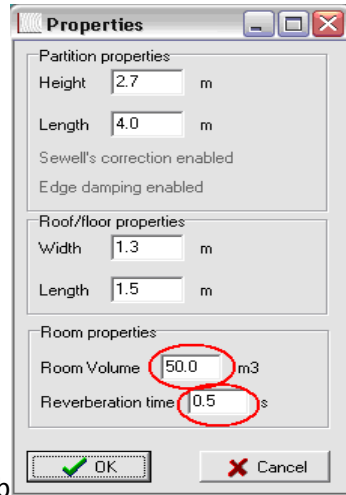 Properties
Partition properties
Height 2.7 m
Length 4.0 m
Sewell's correction enabled
Edge damping enabled
Roof/floor properties
Width 1.3 m
Length 1.5 m
Room properties
Room Volume 50.0 m3
Reverberation time 0.5 s
OK Cancel